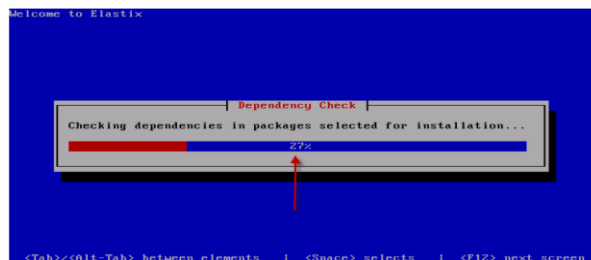 Welcome to Elastix
Dependency Check
Checking dependencies in packages selected for installation...
27%
<Tab>/<Alt-Tab> between elements | <Space> selects | <F12> next screen